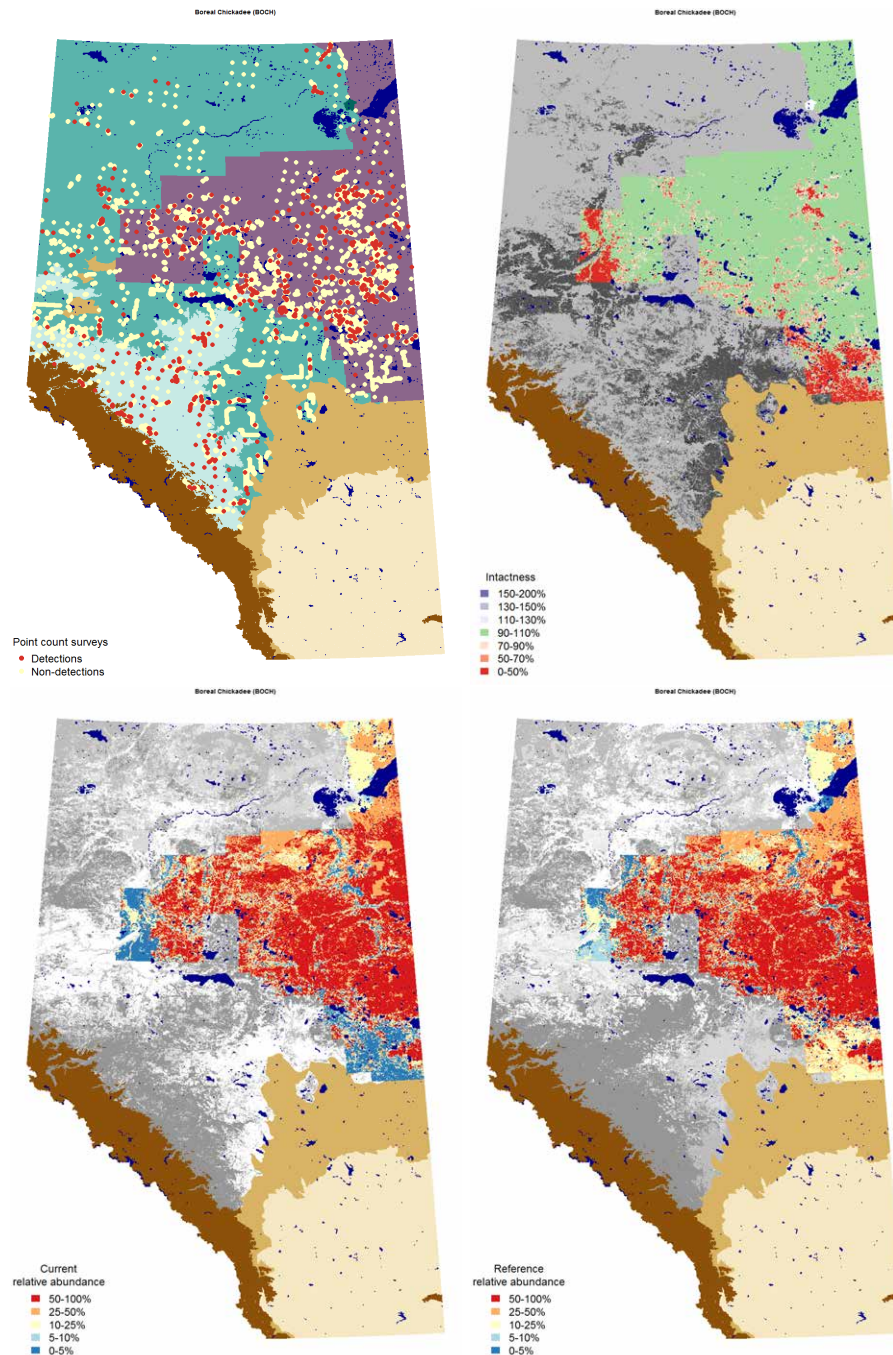 Boreal Chickadee (BOCH)
Point count surveys
Detections
Non-detections
Boreal Chickadee (BOCH)
Intactness
150-200%
130-150%
110-130%
90-110%
70-90%
50-70%
0-50%
Boreal Chickadee (BOCH)
Current
relative abundance
50-100%
25-50%
10-25%
5-10%
0-5%
Boreal Chickadee (BOCH)
Reference
relative abundance
50-100%
25-50%
10-25%
5-10%
0-5%